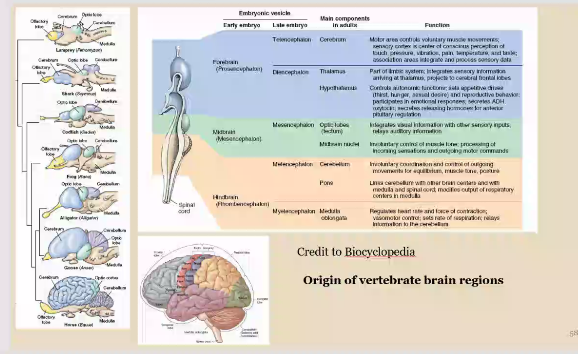 Cerebrum Optic lobe
Olfactory lobe
Cerebellum
Medulla
Lamprey (Petromyzon)
Cerebrum Optic lobe Cerebellum
Olfactory lobe
Medulla
Shark (Scymnus)
Cerebrum Optic lobe Cerebellum
Olfactory lobe
Medulla
Codfish (Gadus)
Optic lobe Cerebellum
Olfactory lobe
Medulla
Frog (Rana)
Optic lobe Cerebellum
Medulla
Alligator (Alligator)
Cerebrum Cerebellum
Optic lobe
Medulla
Goose (Anser)
Cerebrum Optic cortex
Cerebellum
Olfactory lobe
Medulla
Horse (Equus)
Embryonic vesicle
Early embryo Late embryo Main components in adults Function
Forebrain (Prosencephalon)
Telencephalon Cerebrum Motor area controls voluntary muscle movements;
sensory cortex is center of conscious perception of
touch, pressure, vibration, pain, temperature, and taste;
association areas integrate and process sensory data
Diencephalon Thalamus Part of limbic system; integrates sensory information
arriving at thalamus, projects to cerebral frontal lobes
Hypothalamus Controls autonomic functions; sets appetitive drives
(thirst, hunger, sexual desire) and reproductive behavior;
participates in emotional responses; secretes ADH,
oxytocin; secretes releasing hormones for anterior
pituitary regulation
Midbrain (Mesencephalon)
Mesencephalon Optic lobes (tectum) Integrates visual information with other sensory inputs;
relays auditory information
Midbrain nuclei Involuntary control of muscle tone; processing of
incoming sensations and outgoing motor commands
Hindbrain (Rhombencephalon)
Metencephalon Cerebellum Involuntary coordination and control of outgoing
movements for equilibrium, muscle tone, posture
Pons Links cerebellum with other brain centers and with
medulla and spinal cord; modifies output of respiratory
centers in medulla
Myelencephalon Medulla oblongata Regulates heart rate and force of contraction;
vasomotor control; sets rate of respiration; relays
information to the cerebellum
Spinal cord
Credit to Biocyclopedia
Origin of vertebrate brain regions